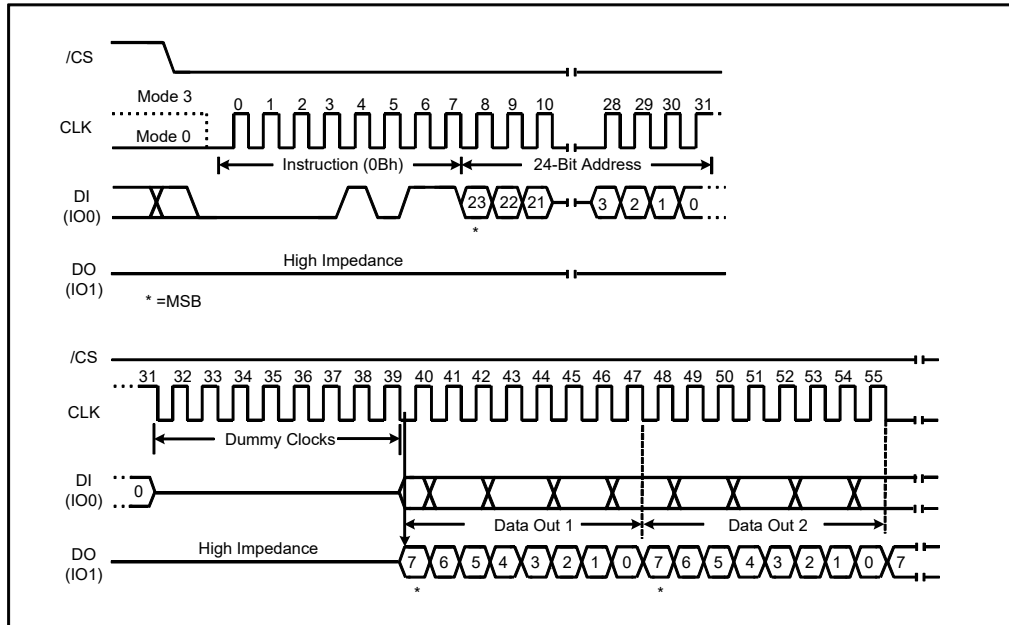 /CS
Mode 3
0 1 2 3 4 5 6 7 8 9 10 28 29 30 31
CLK
Mode 0
Instruction (0Bh) 24-Bit Address
DI
(IO0)
23 22 21 3 2 1 0
*
DO
(IO1)
High Impedance
* =MSB
/CS
31 32 33 34 35 36 37 38 39 40 41 42 43 44 45 46 47 48 49 50 51 52 53 54 55
CLK
Dummy Clocks
DI
(IO0)
0
Data Out 1 Data Out 2
DO
(IO1)
High Impedance
7 6 5 4 3 2 1 0 7 6 5 4 3 2 1 0 7
* *